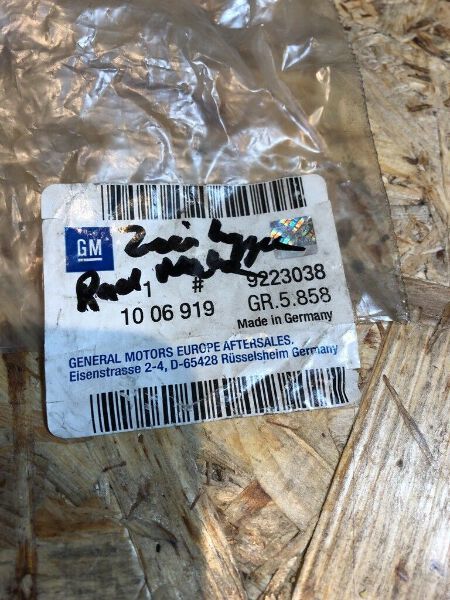 GM
1 # 9223038
10 06 919 GR.5.858
Made in Germany
GENERAL MOTORS EUROPE AFTERSALES,
Eisenstrasse 2-4, D-65428 Rüsselsheim Germany